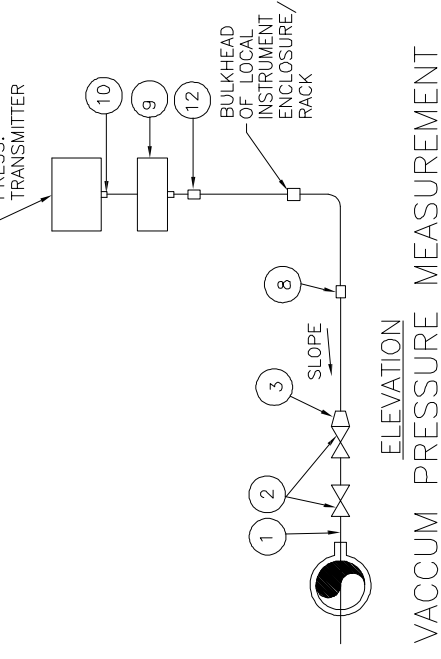 PRESS.
TRANSMITTER
10
9
12
BULKHEAD
OF LOCAL
INSTRUMENT
ENCLOSURE/
RACK
8
SLOPE
3
2
1
ELEVATION
VACCUM PRESSURE MEASUREMENT